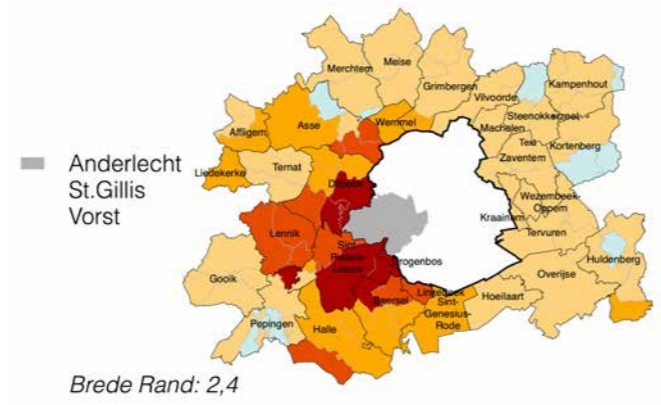 Merchtem
Meise
Grimbergen
Vilvoorde
Kampenhout
Affligem
Asse
Wemmel
Machelen
Steenokkerzeel
Anderlecht
St.Gillis
Vorst
Liedekerke
Ternat
Dilbeek
Zaventem
Kortenberg
Lennik
Sint-
Pieters-
Leeuw
Drogenbos
Kraainem
Wezembeek-
Oppem
Tervuren
Gooik
Beersel
Linkebeek
Sint-
Genesius-
Rode
Hoeilaart
Overijse
Huldenberg
Pepingen
Halle
Brede Rand: 2,4